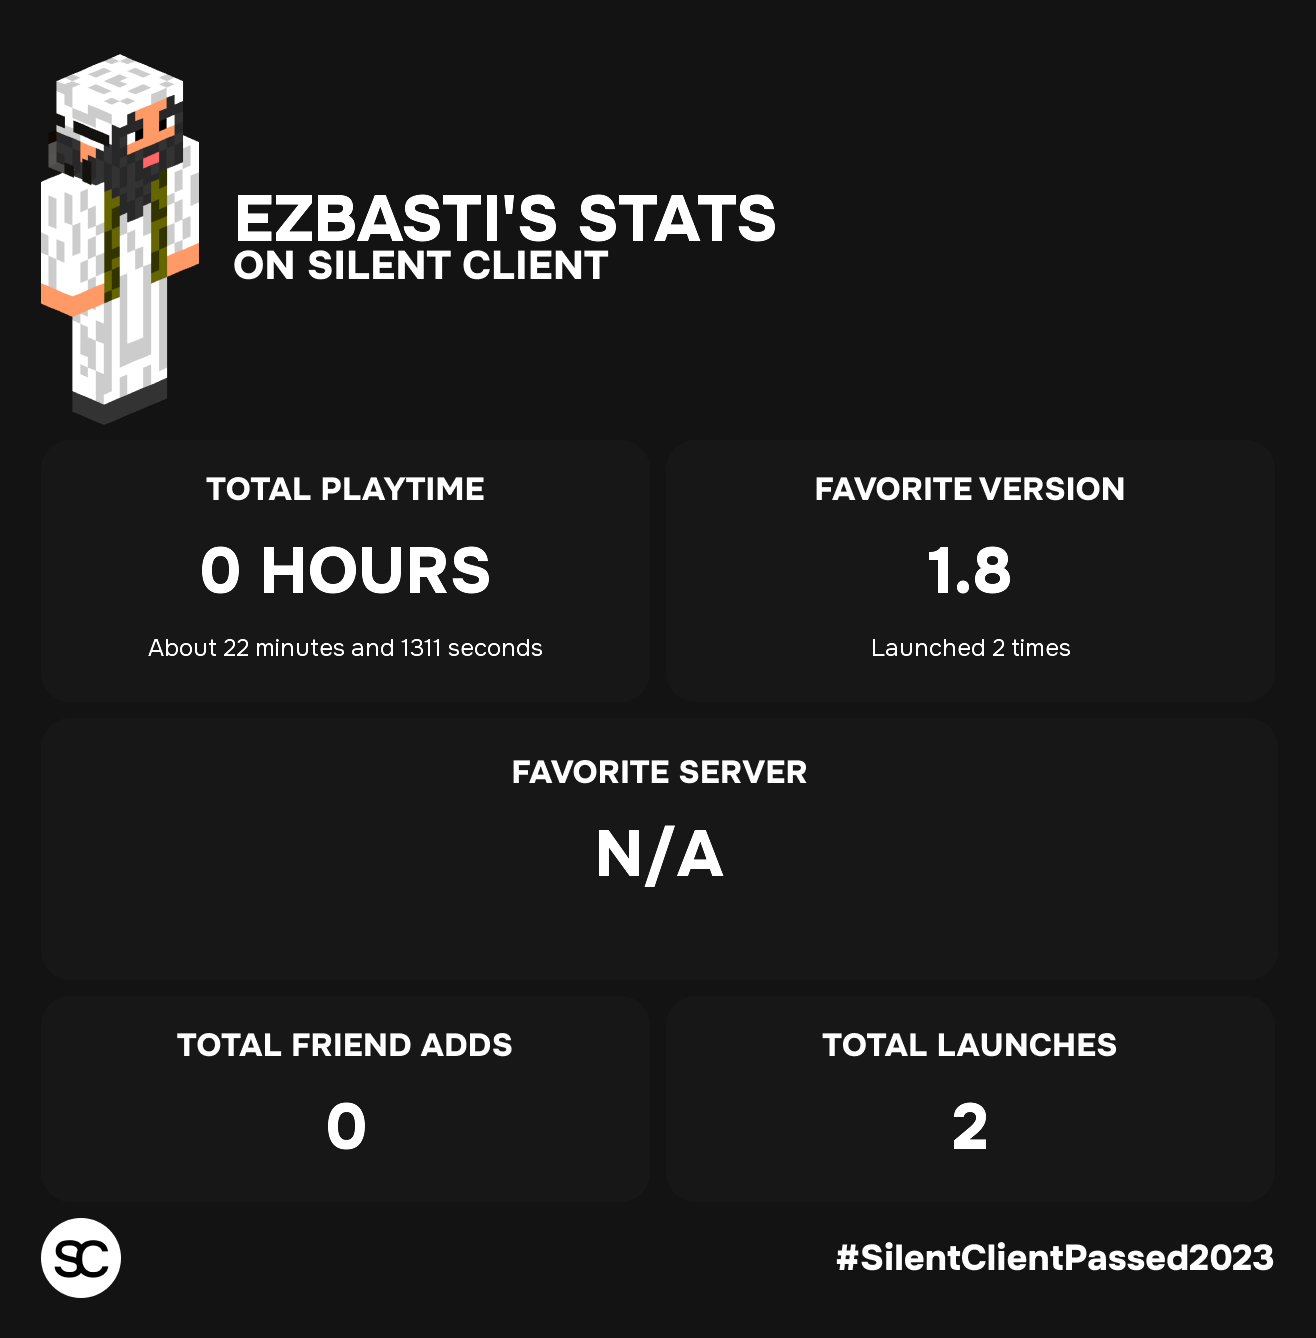 EZBASTI'S STATS
ON SILENT CLIENT
TOTAL PLAYTIME
0 HOURS
About 22 minutes and 1311 seconds
FAVORITE VERSION
1.8
Launched 2 times
FAVORITE SERVER
N/A
TOTAL FRIEND ADDS
0
TOTAL LAUNCHES
2
SC
#SilentClientPassed2023